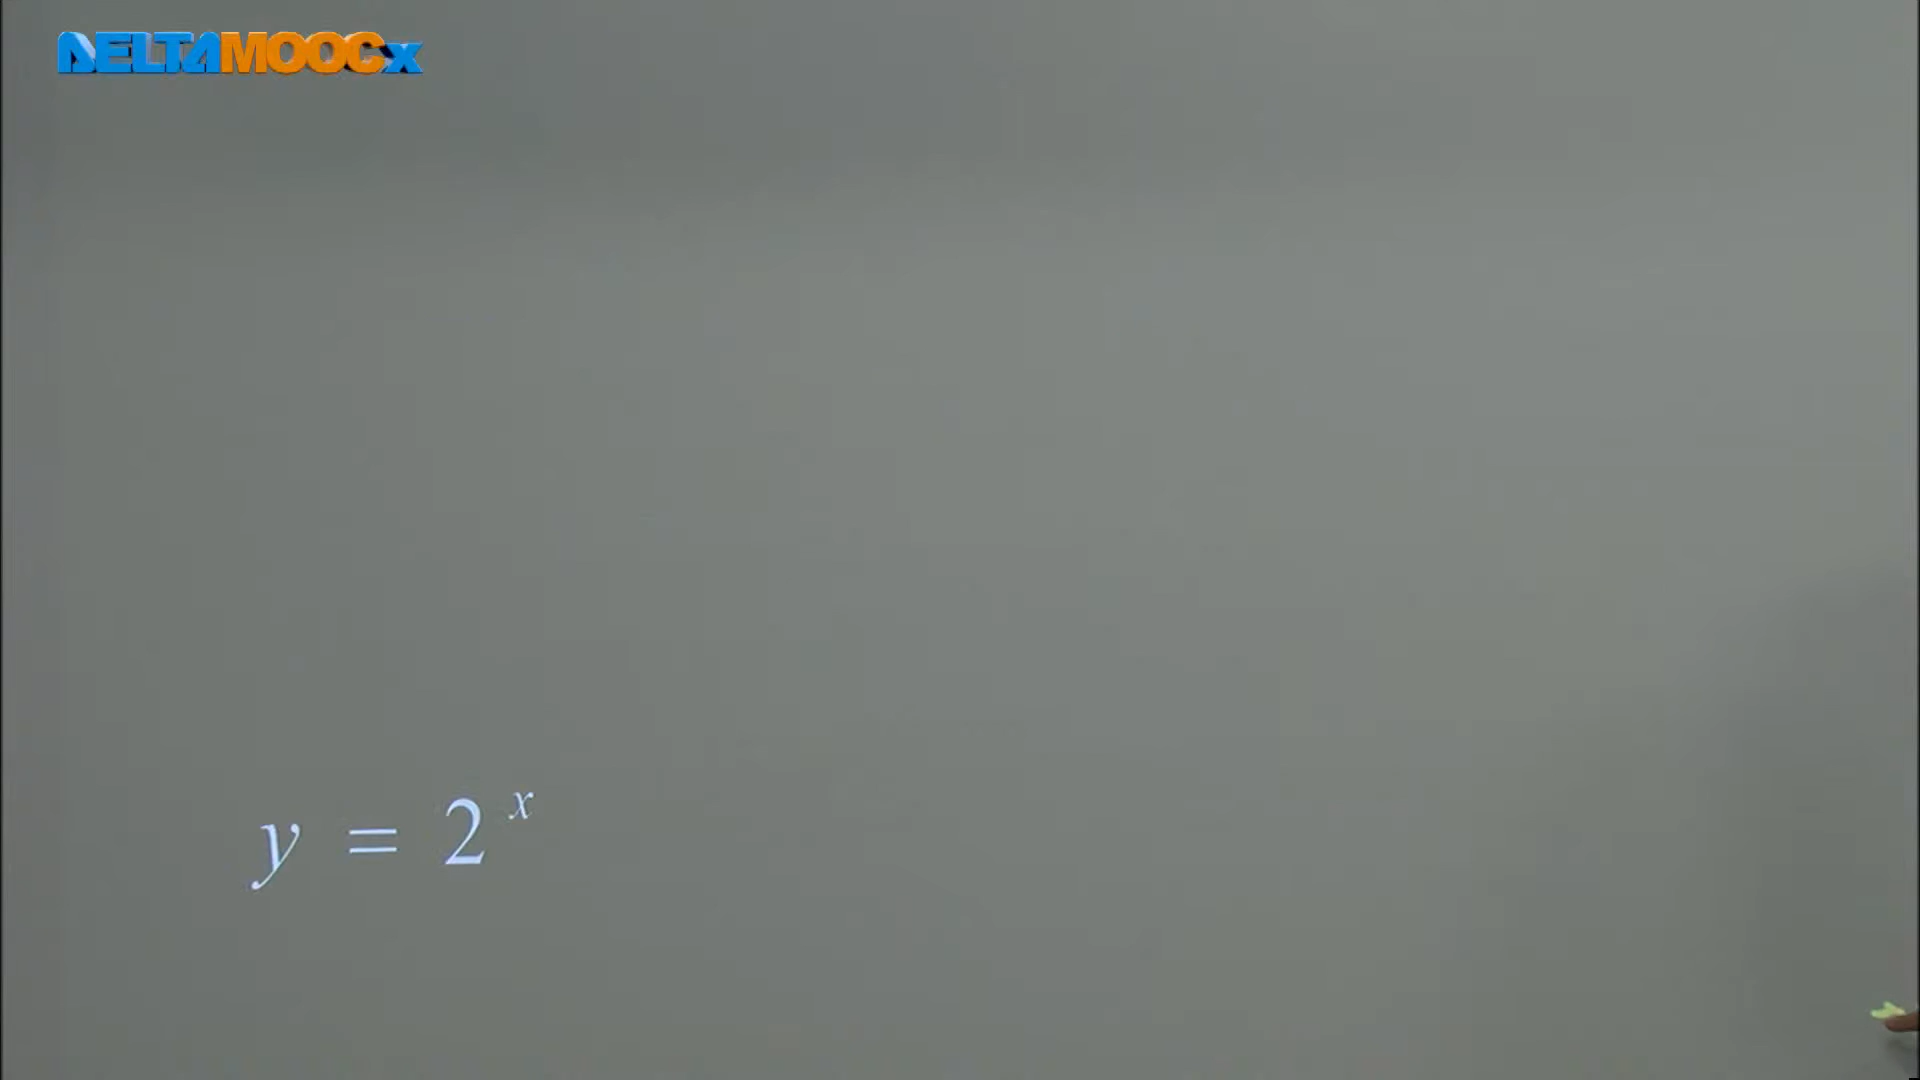 DELTAMOOCx
y = 2^x